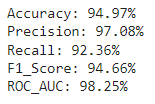 Accuracy: 94.97%
Precision: 97.08%
Recall: 92.36%
F1_Score: 94.66%
ROC_AUC: 98.25%